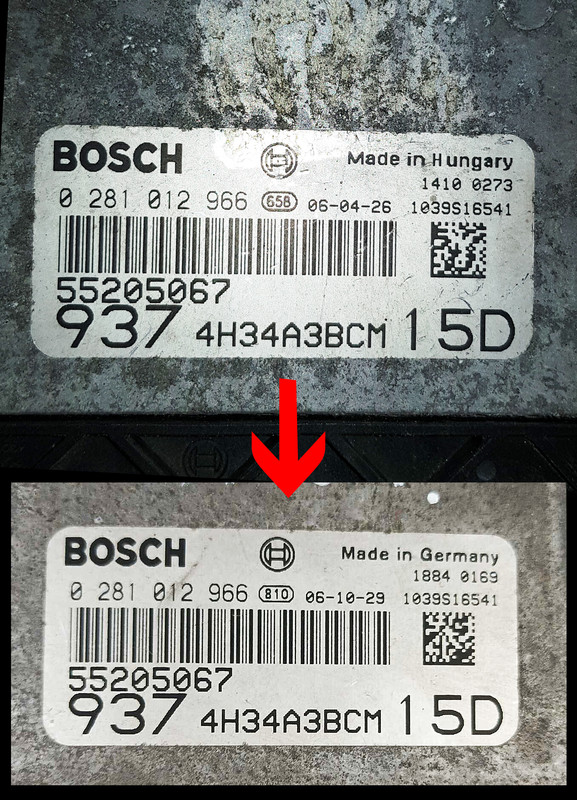 BOSCH Made in Hungary
1410 0273
0 281 012 966 658 06-04-26 1039S16541
55205067
937 4H34A3BCM 15D
BOSCH Made in Germany
1884 0169
0 281 012 966 810 06-10-29 1039S16541
55205067
937 4H34A3BCM 15D